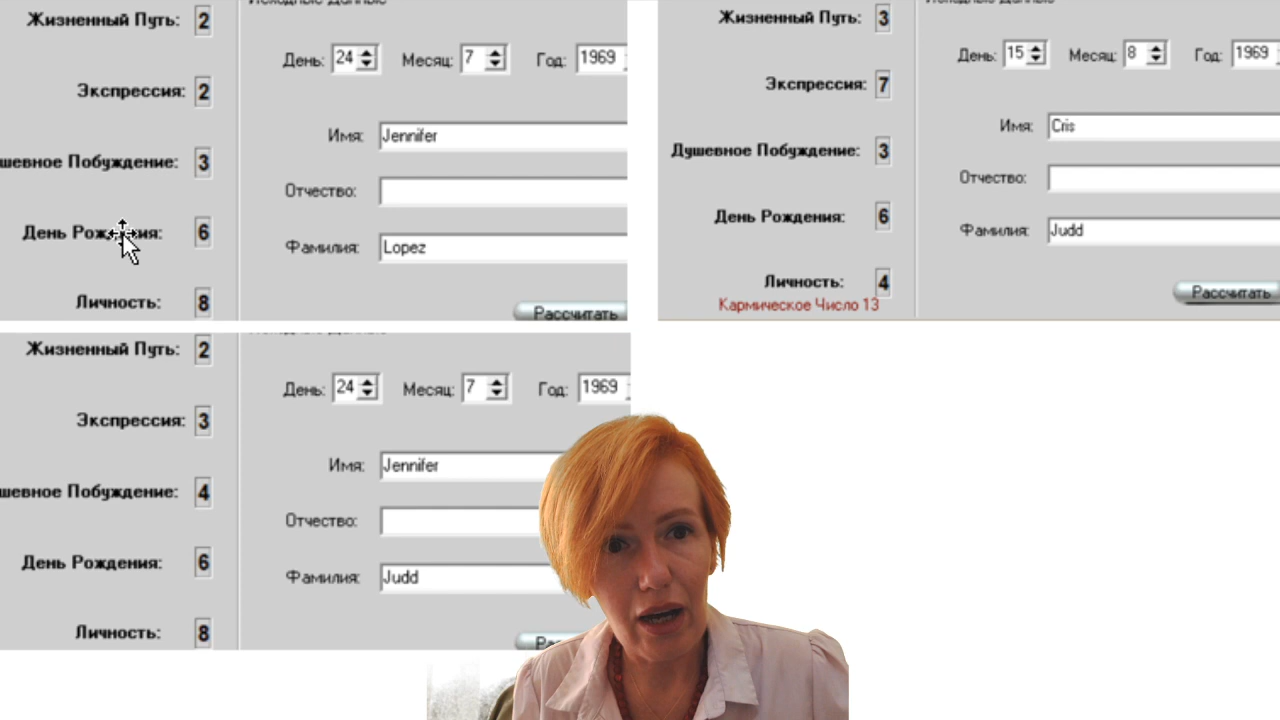 Исходные Данные
Жизненный Путь: 2
День: 24 Месяц: 7 Год: 1969
Экспрессия: 2
Имя: Jennifer
шевное Побуждение: 3
Отчество:
День Рождения: 6
Фамилия: Lopez
Личность: 8
Рассчитать
Исходные Данные
Жизненный Путь: 3
День: 15 Месяц: 8 Год: 1969
Экспрессия: 7
Имя: Cris
Душевное Побуждение: 3
Отчество:
День Рождения: 6
Фамилия: Judd
Личность: 4
Кармическое Число 13
Рассчитать
Жизненный Путь: 2
День: 24 Месяц: 7 Год: 1969
Экспрессия: 3
Имя: Jennifer
шевное Побуждение: 4
Отчество:
День Рождения: 6
Фамилия: Judd
Личность: 8
Ра